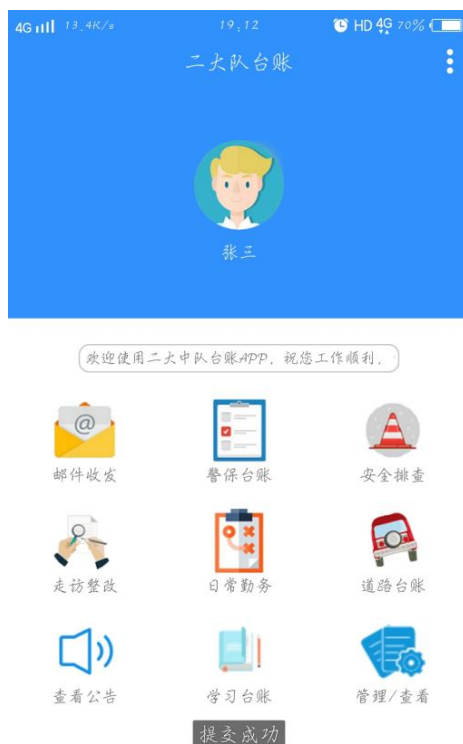 4G 13.4K/s 19:12 HD 4G 70%
二大队台账
张三
欢迎使用二大中队台账APP，祝您工作顺利，
@
邮件收发 警保台账 安全排查
走访整改 日常勤务 道路台账
查看公告 学习台账 管理/查看
提交成功